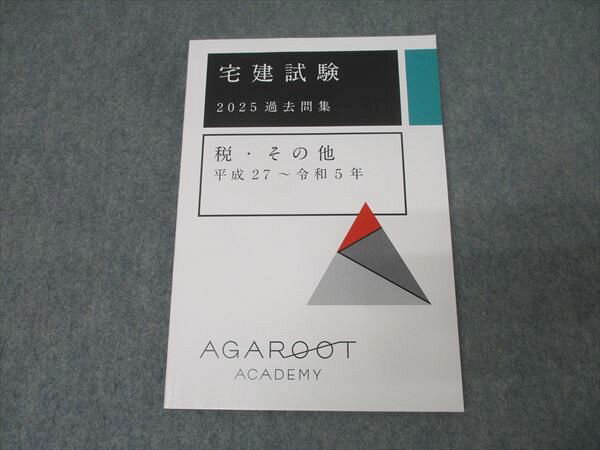 宅建試験
2025 過去問集
税・その他
平成 27 ～ 令和 5 年
AGAROOT
ACADEMY